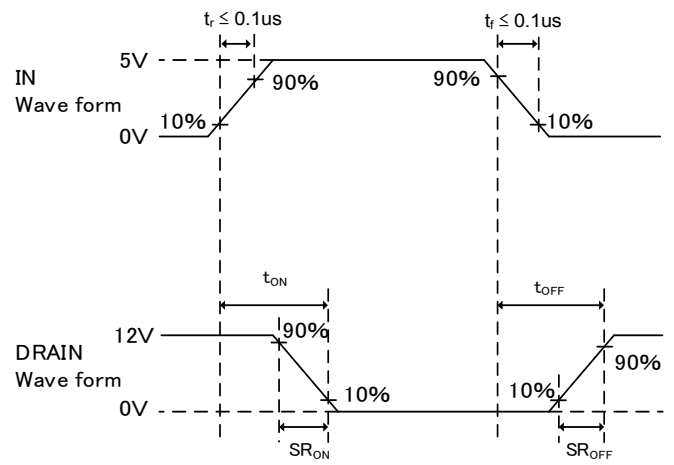 tr ≤ 0.1us
tf ≤ 0.1us
5V
IN
Wave form
90%
90%
10%
10%
0V
tON
tOFF
12V
90%
DRAIN
Wave form
90%
10%
10%
0V
SRON
SROFF